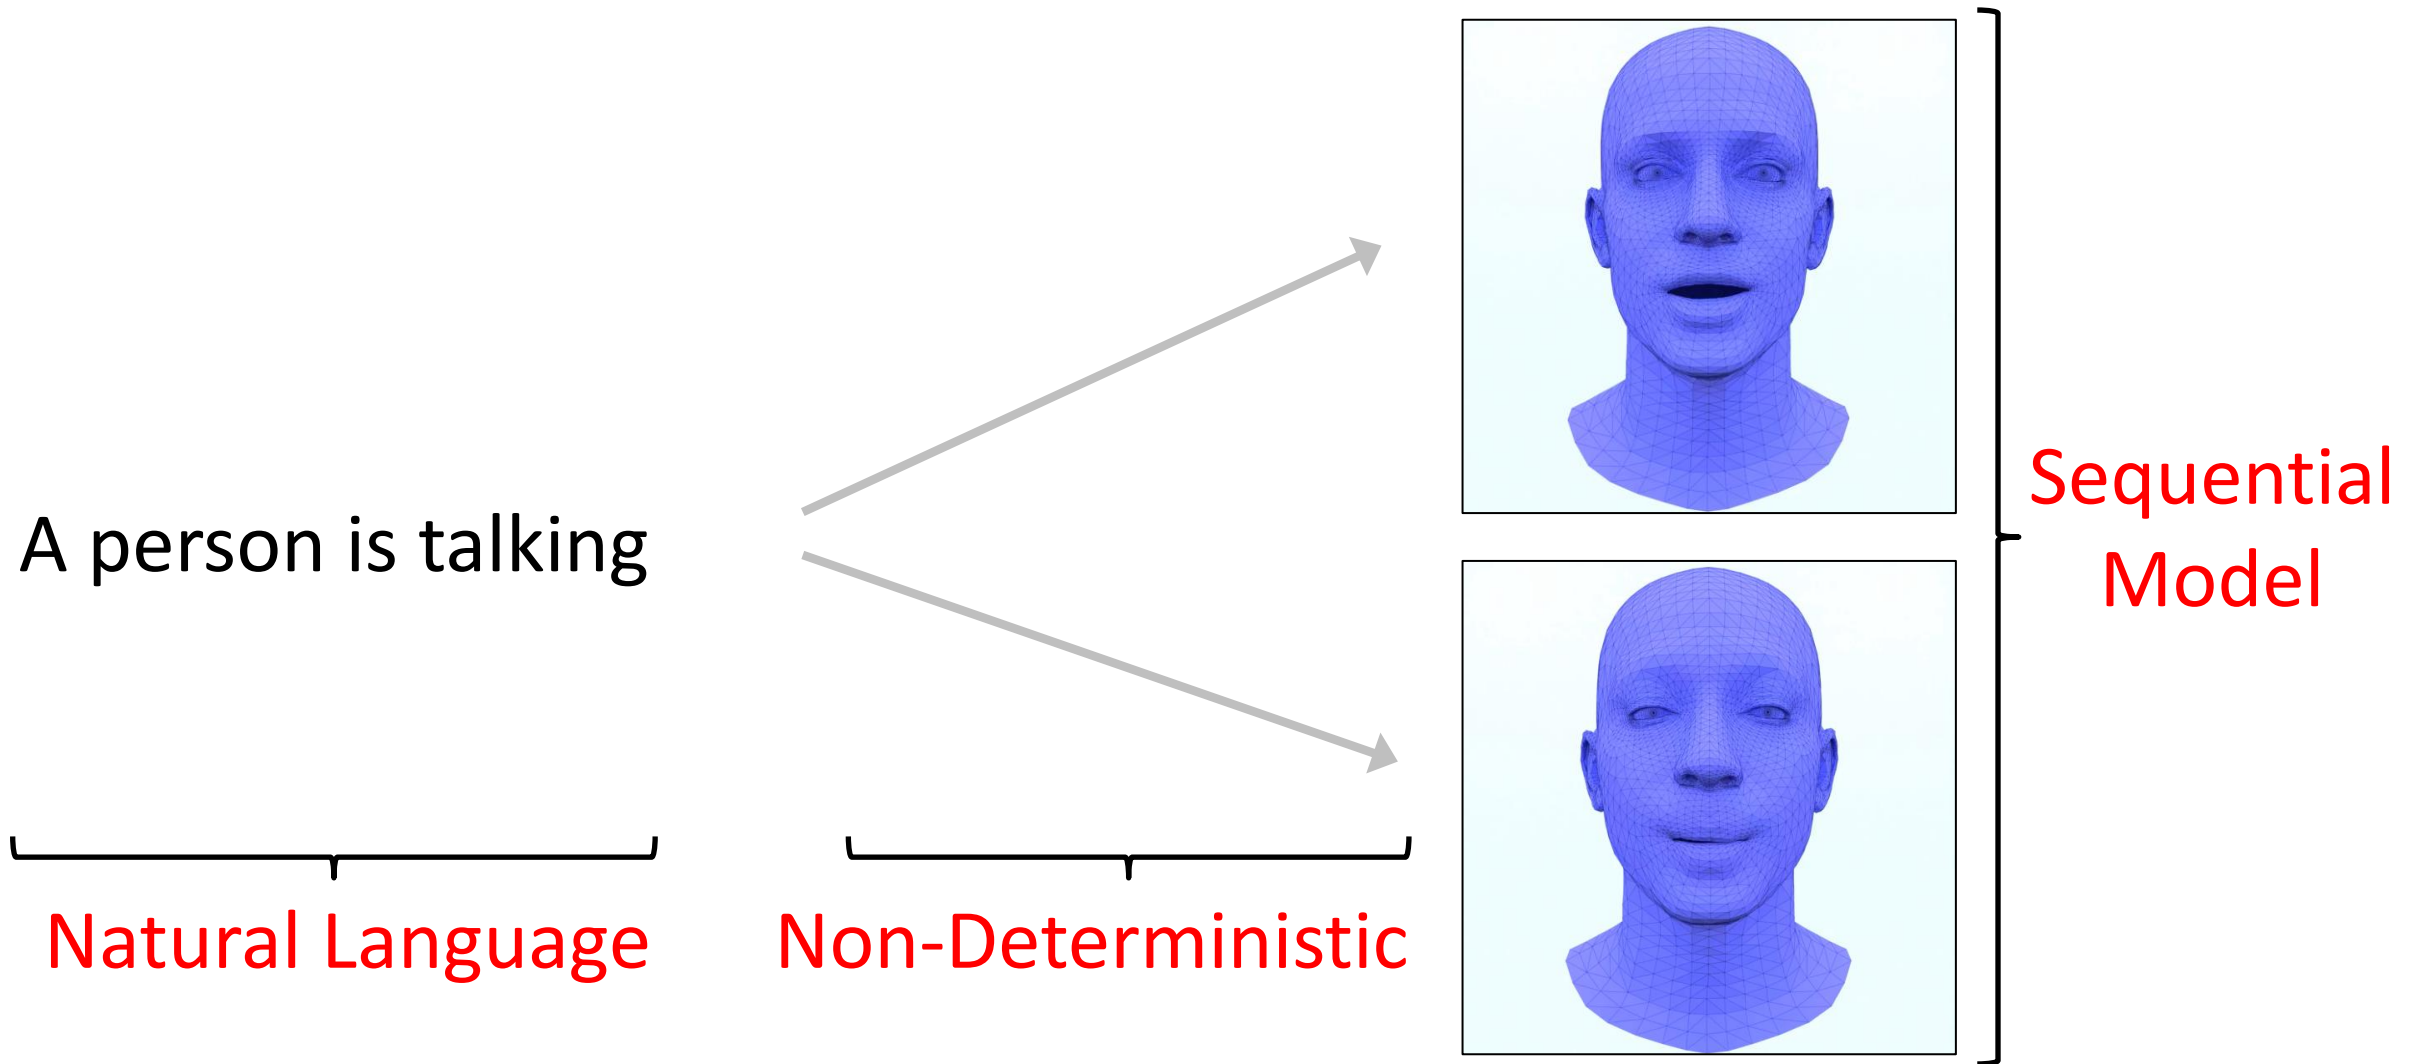 A person is talking
Natural Language
Non-Deterministic
Sequential
Model